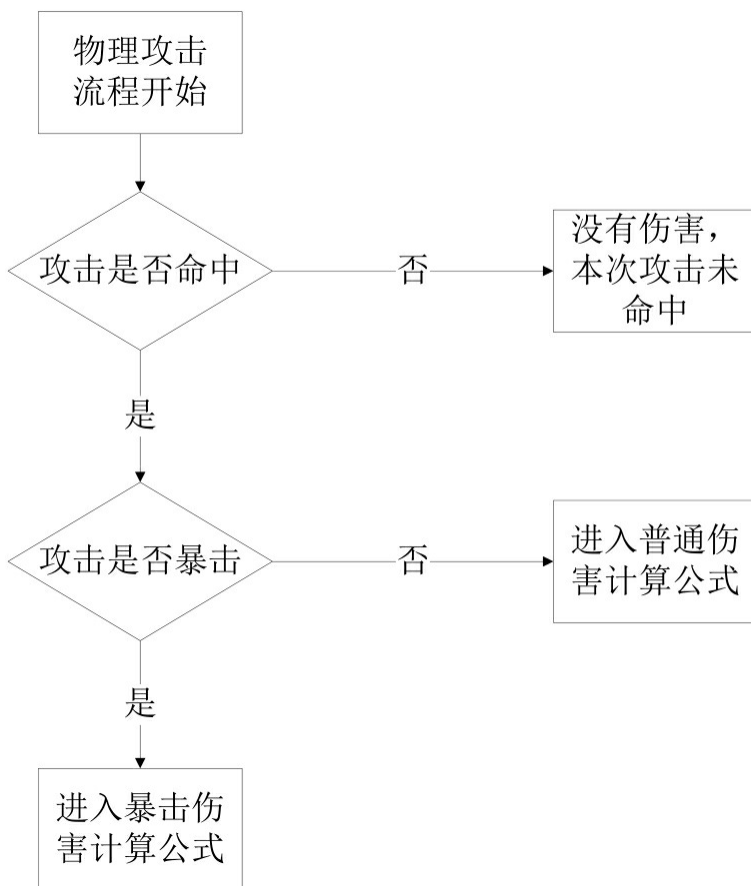 物理攻击
流程开始
攻击是否命中
否
没有伤害，
本次攻击未
命中
是
攻击是否暴击
否
进入普通伤
害计算公式
是
进入暴击伤
害计算公式